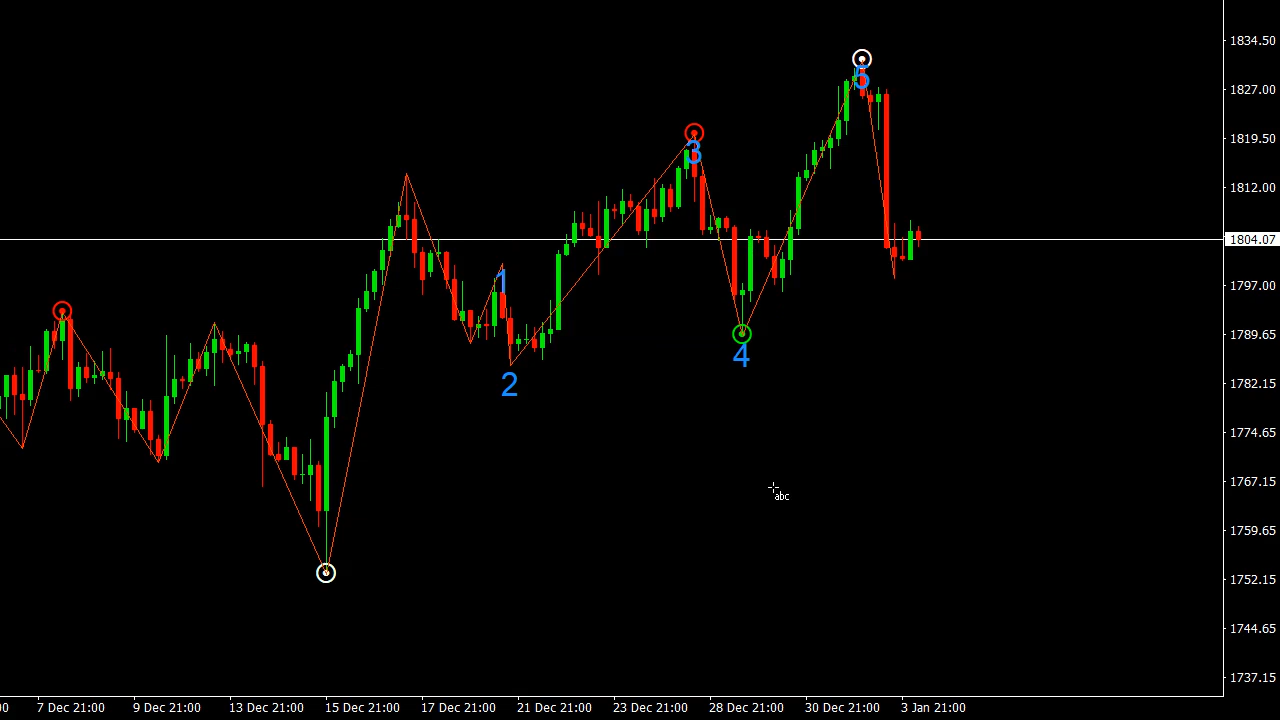 1834.50
5
1827.00
1819.50
3
1812.00
1804.07
1
1797.00
1789.65
4
2
1782.15
1774.65
1767.15
abc
1759.65
1752.15
1744.65
1737.15
00
7 Dec 21:00
9 Dec 21:00
13 Dec 21:00
15 Dec 21:00
17 Dec 21:00
21 Dec 21:00
23 Dec 21:00
28 Dec 21:00
30 Dec 21:00
3 Jan 21:00